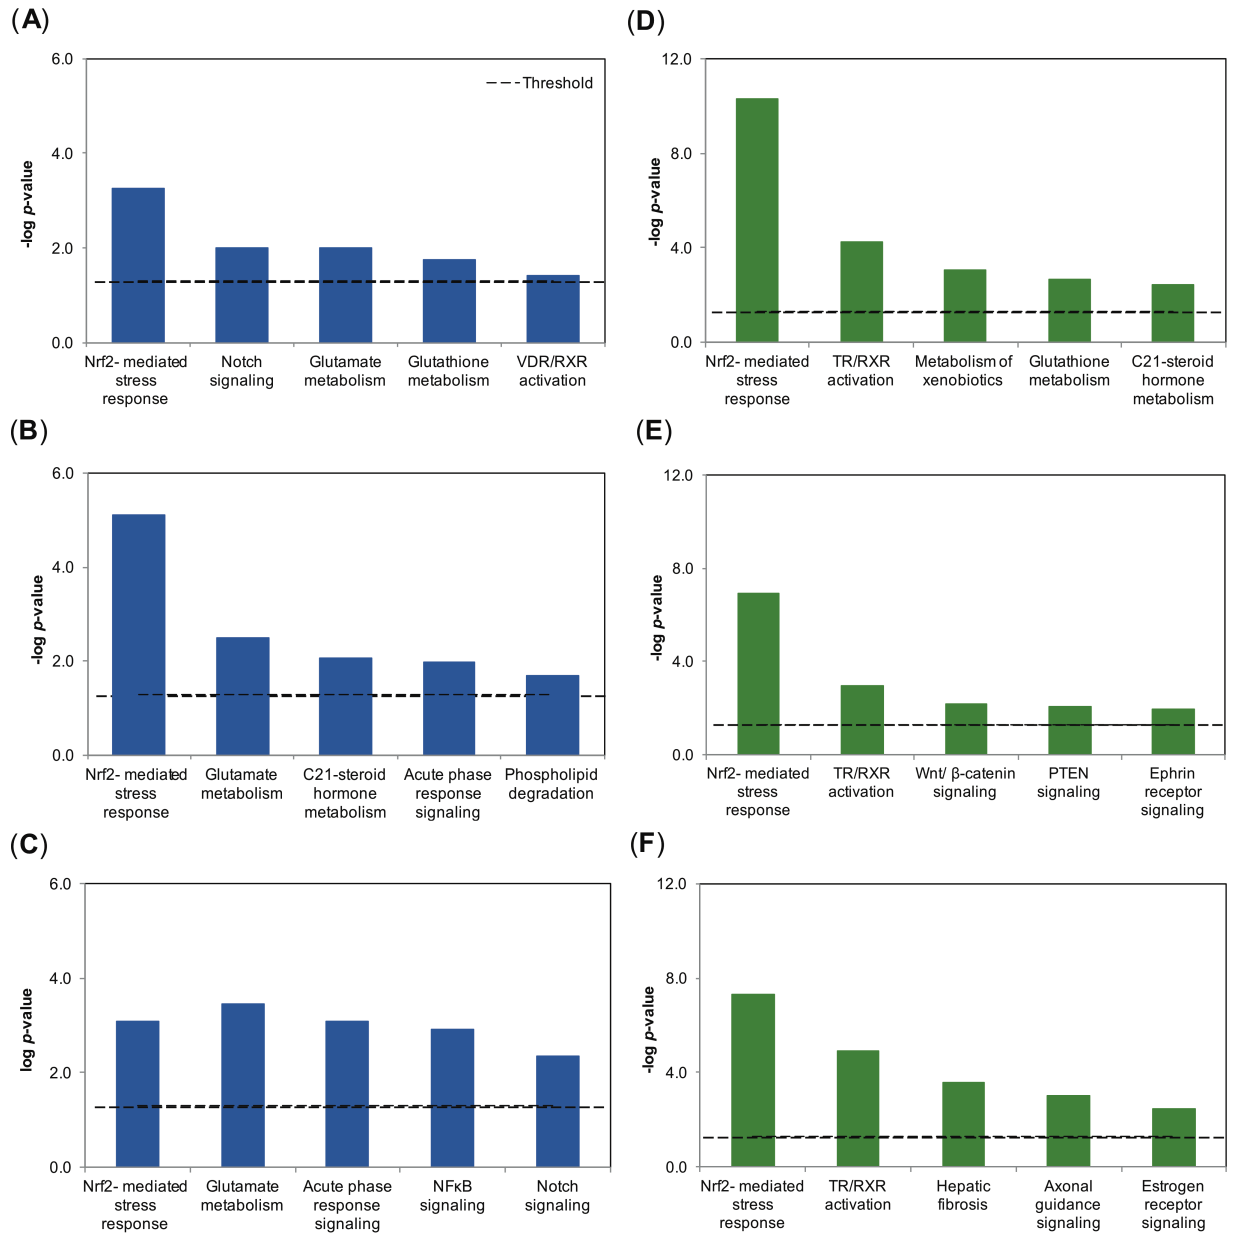 (A)
6.0
4.0
2.0
0.0
-log p-value
Threshold
Nrf2- mediated
stress
response
Notch
signaling
Glutamate
metabolism
Glutathione
metabolism
VDR/RXR
activation
(D)
12.0
8.0
4.0
0.0
-log p-value
Nrf2- mediated
stress
response
TR/RXR
activation
Metabolism of
xenobiotics
Glutathione
metabolism
C21-steroid
hormone
metabolism
(B)
6.0
4.0
2.0
0.0
-log p-value
Nrf2- mediated
stress
response
Glutamate
metabolism
C21-steroid
hormone
metabolism
Acute phase
response
signaling
Phospholipid
degradation
(E)
12.0
8.0
4.0
0.0
-log p-value
Nrf2- mediated
stress
response
TR/RXR
activation
Wnt/ β-catenin
signaling
PTEN
signaling
Ephrin
receptor
signaling
(C)
6.0
4.0
2.0
0.0
log p-value
Nrf2- mediated
stress
response
Glutamate
metabolism
Acute phase
response
signaling
NFκB
signaling
Notch
signaling
(F)
12.0
8.0
4.0
0.0
-log p-value
Nrf2- mediated
stress
response
TR/RXR
activation
Hepatic
fibrosis
Axonal
guidance
signaling
Estrogen
receptor
signaling